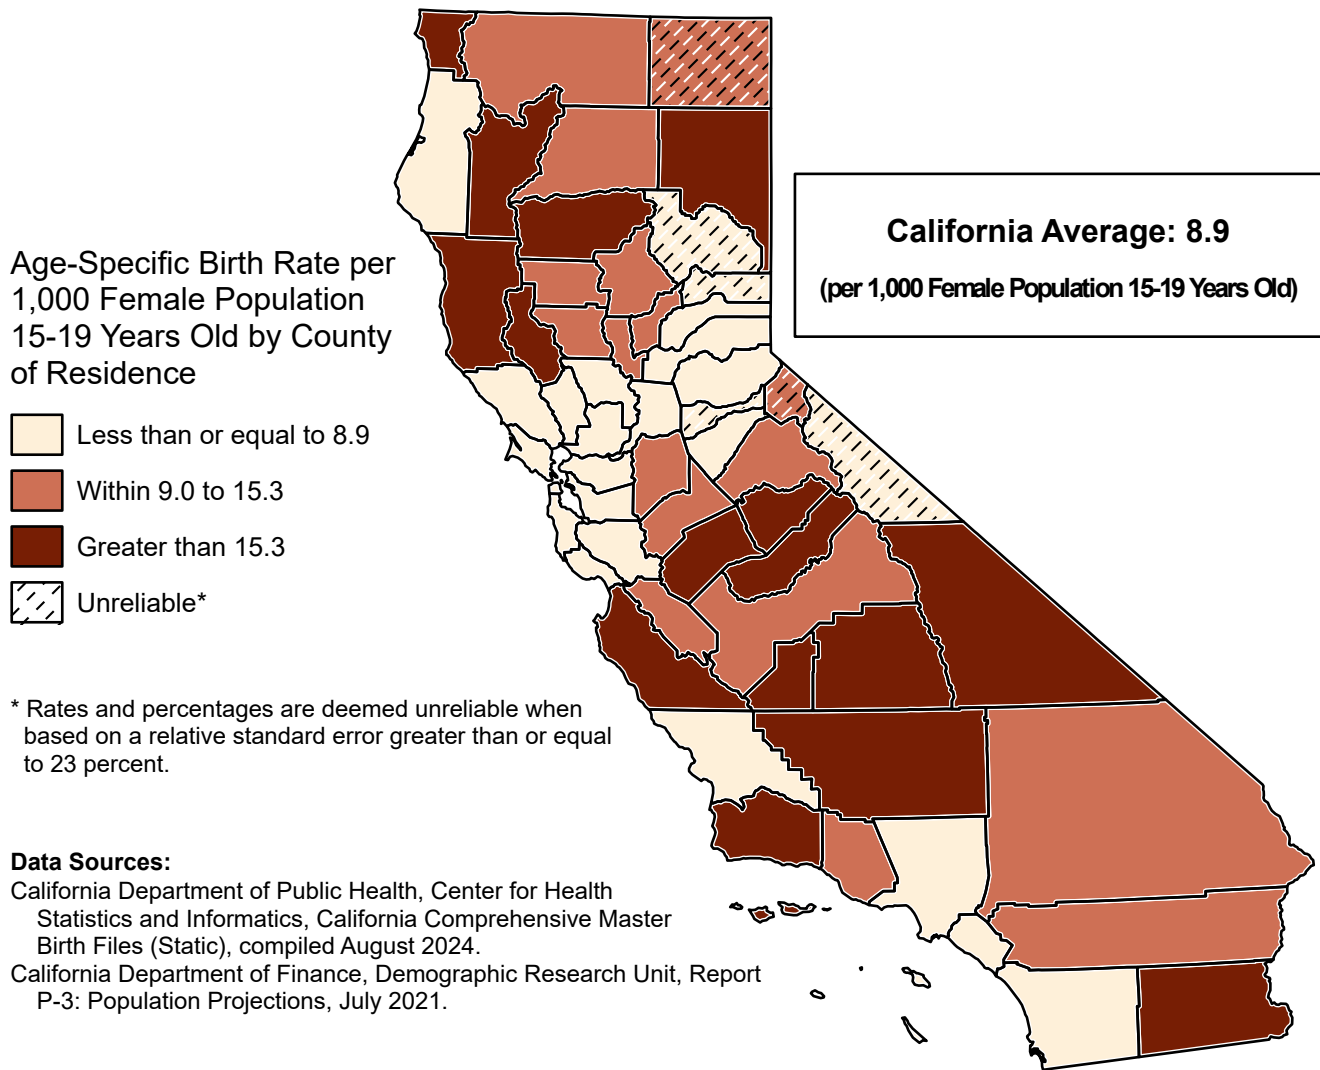 California Average: 8.9
(per 1,000 Female Population 15-19 Years Old)
Age-Specific Birth Rate per
1,000 Female Population
15-19 Years Old by County
of Residence
Less than or equal to 8.9
Within 9.0 to 15.3
Greater than 15.3
Unreliable*
* Rates and percentages are deemed unreliable when
based on a relative standard error greater than or equal
to 23 percent.
Data Sources:
California Department of Public Health, Center for Health
Statistics and Informatics, California Comprehensive Master
Birth Files (Static), compiled August 2024.
California Department of Finance, Demographic Research Unit, Report
P-3: Population Projections, July 2021.